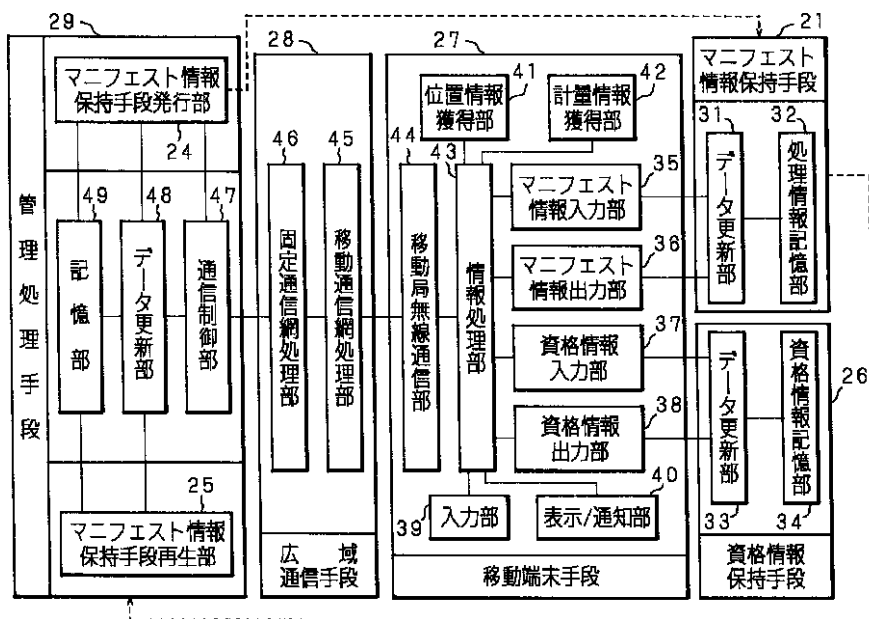 29
マニフェスト情報
保持手段発行部
24
管理処理手段
49
記憶部
48
データ更新部
47
通信制御部
25
マニフェスト情報
保持手段再生部
28
46
固定通信網処理部
45
移動通信網処理部
広域
通信手段
27
41
位置情報
獲得部
42
計量情報
獲得部
44
移動局無線通信部
43
情報処理部
35
マニフェスト
情報入力部
36
マニフェスト
情報出力部
37
資格情報
入力部
38
資格情報
出力部
39
入力部
40
表示/通知部
移動端末手段
21
マニフェスト
情報保持手段
31
データ更新部
32
処理情報記憶部
26
データ更新部
33
資格情報記憶部
34
資格情報
保持手段